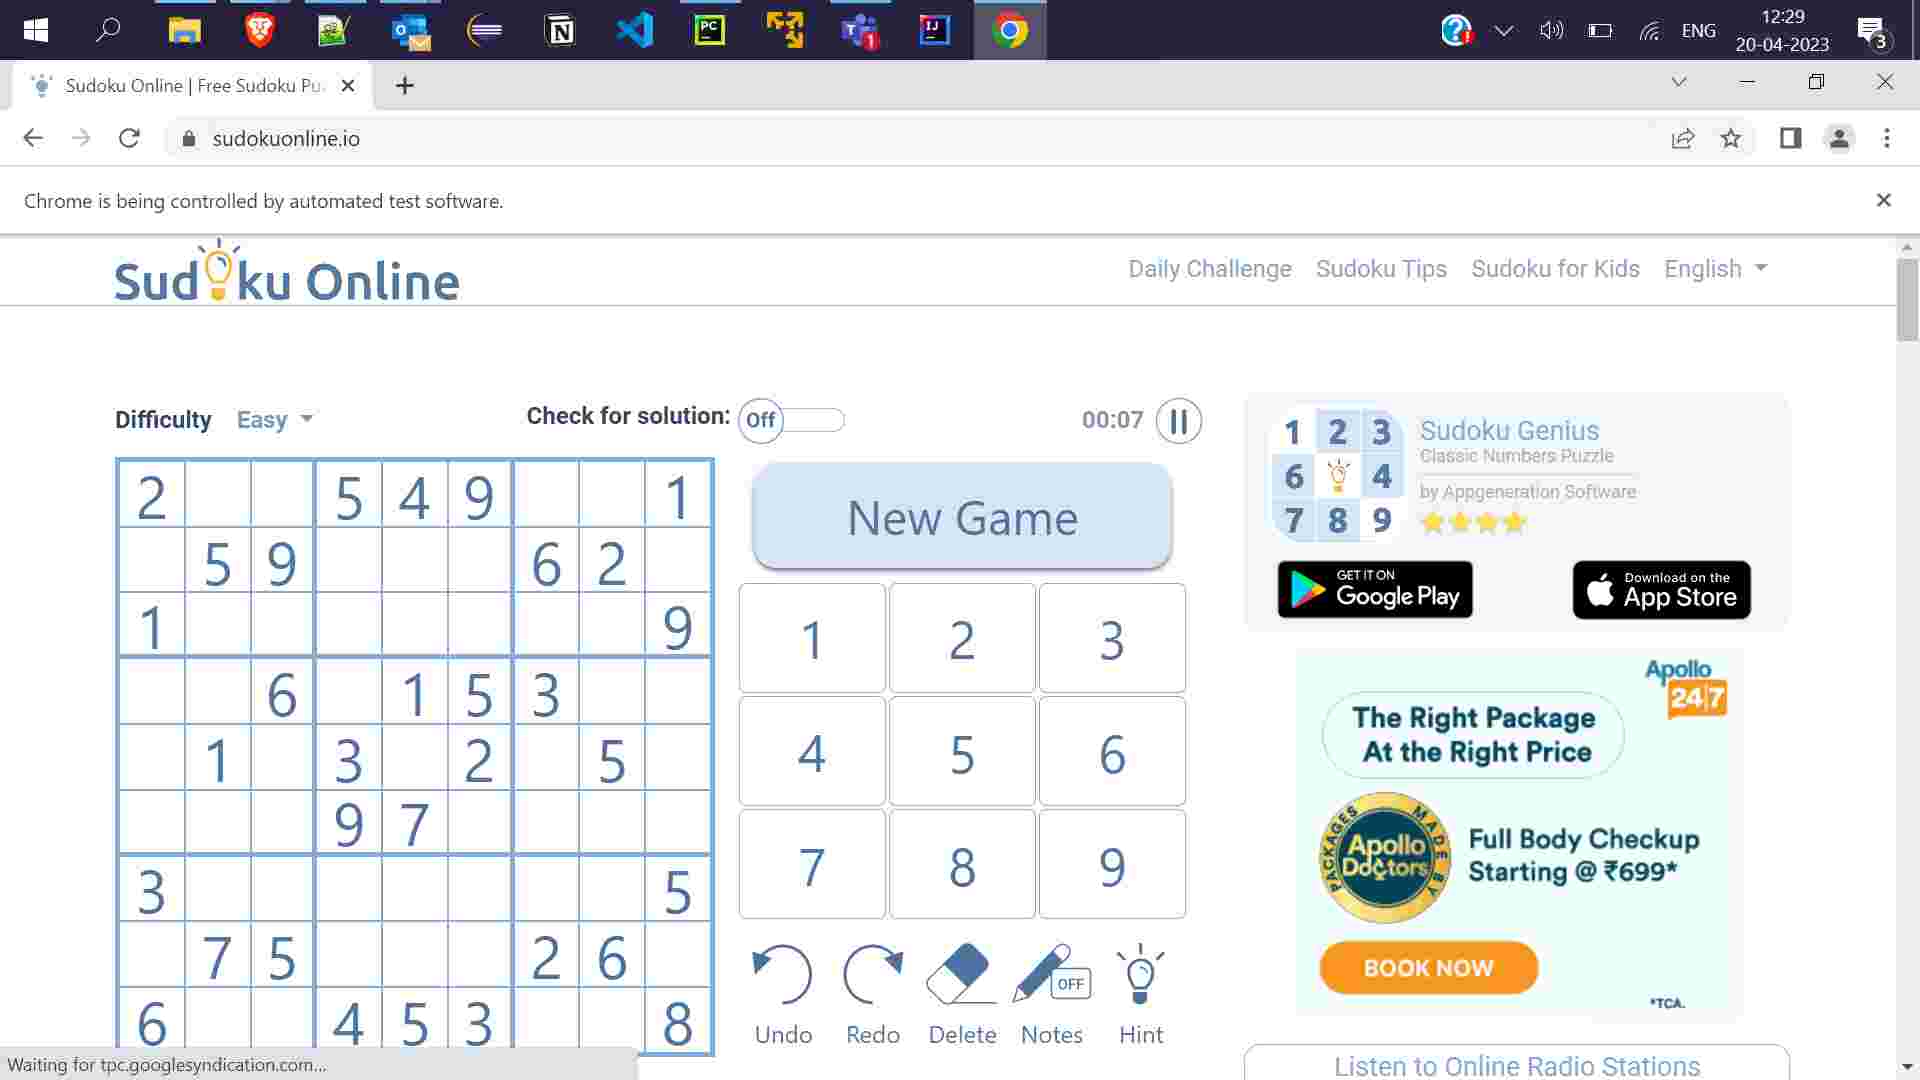 PC
IJ
ENG
12:29
20-04-2023
3
1
Sudoku Online | Free Sudoku Pu
sudokuonline.io
Chrome is being controlled by automated test software.
Sudoku Online
Daily Challenge Sudoku Tips Sudoku for Kids English
Difficulty Easy
Check for solution: Off
00:07
2 5 4 9 1
5 9 6 2
1 9
6 1 5 3
1 3 2 5
9 7
3 5
7 5 2 6
6 4 5 3 8
New Game
1 2 3
4 5 6
7 8 9
OFF
Undo Redo Delete Notes Hint
1 2 3
6 4
7 8 9
Sudoku Genius
Classic Numbers Puzzle
by Appgeneration Software
GET IT ON
Google Play
Download on the
App Store
Apollo
24|7
The Right Package
At the Right Price
PACKAGES MADE BY
Apollo
Doctors
Full Body Checkup
Starting @ ₹699*
BOOK NOW
*TCA.
Listen to Online Radio Stations
Waiting for tpc.googlesyndication.com...